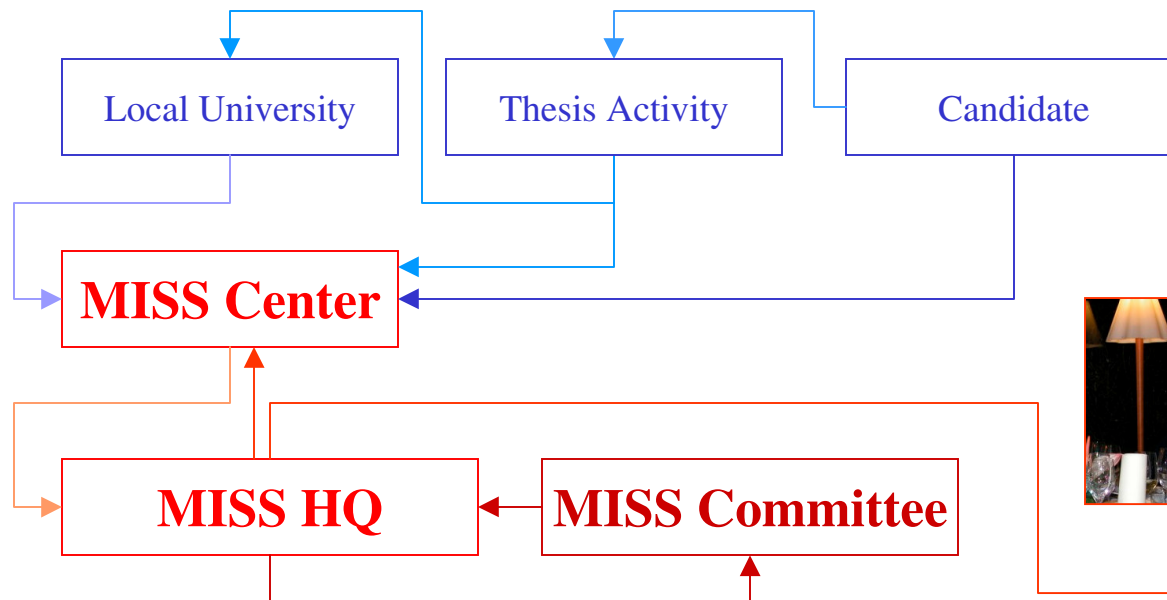 Local University
Thesis Activity
Candidate
MISS Center
MISS HQ
MISS Committee